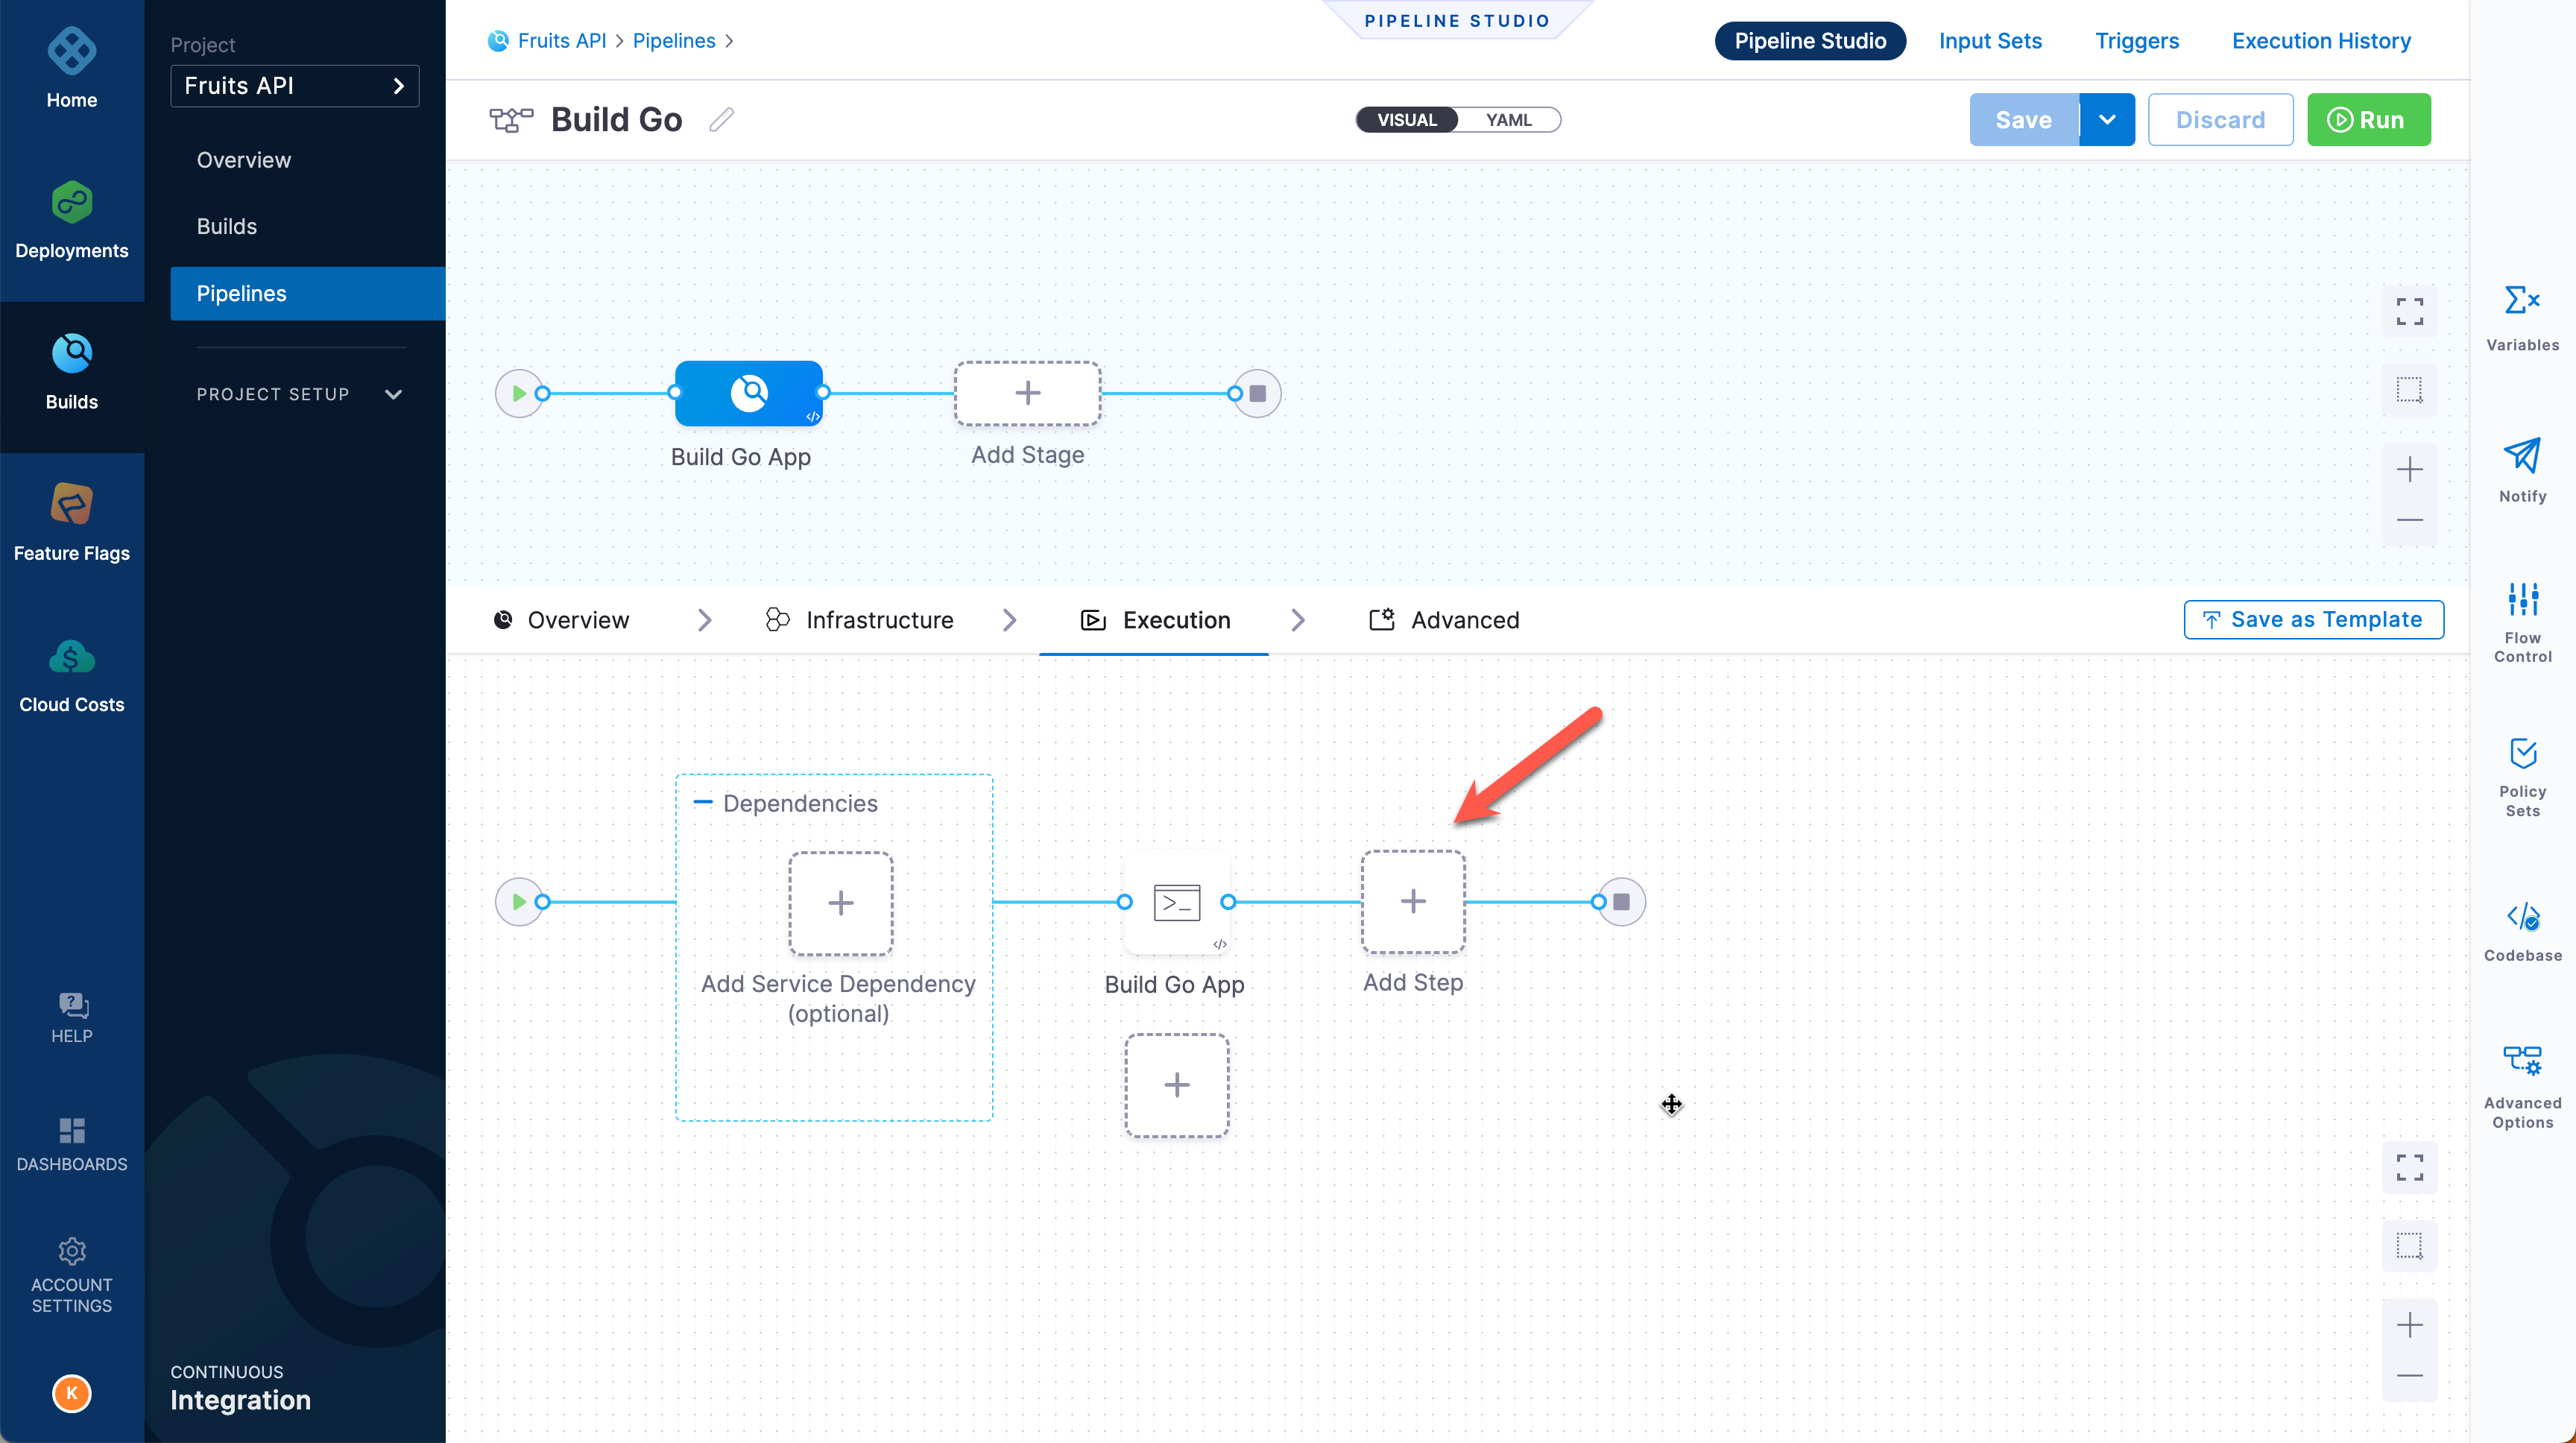 Home
Deployments
Builds
Feature Flags
Cloud Costs
HELP
DASHBOARDS
ACCOUNT
SETTINGS
K
Project
Fruits API
Overview
Builds
Pipelines
PROJECT SETUP
CONTINUOUS
Integration
Fruits API > Pipelines >
PIPELINE STUDIO
Pipeline Studio
Input Sets
Triggers
Execution History
Build Go
VISUAL
YAML
Save
Discard
Run
Build Go App
Add Stage
Overview
Infrastructure
Execution
Advanced
Save as Template
Dependencies
Add Service Dependency
(optional)
Build Go App
Add Step
Variables
Notify
Flow
Control
Policy
Sets
Codebase
Advanced
Options